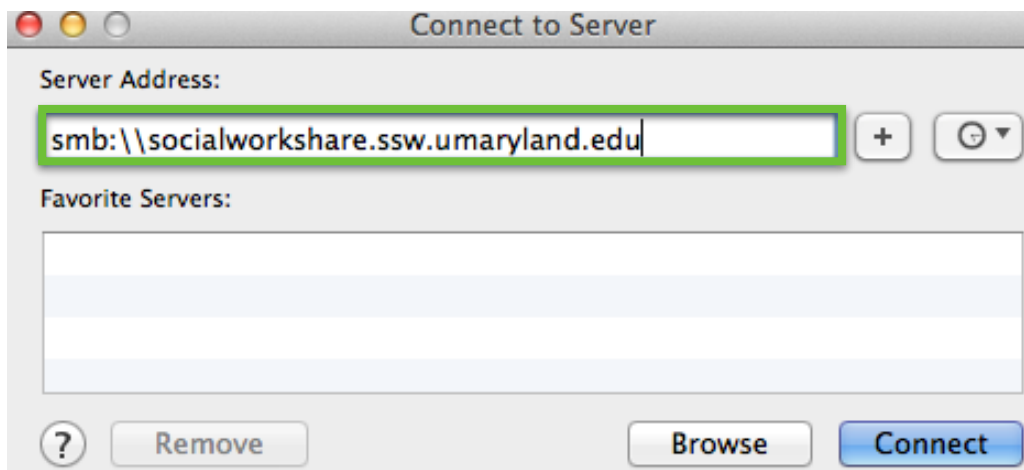 Connect to Server
Server Address:
smb:\\socialworkshare.ssw.umaryland.edu
+
Favorite Servers:
? Remove Browse Connect